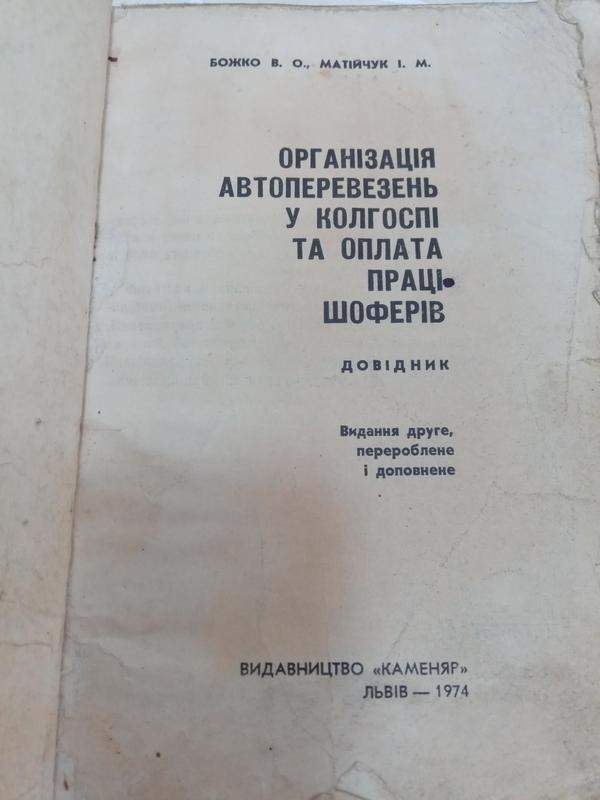 БОЖКО В. О., МАТІЙЧУК І. М.
ОРГАНІЗАЦІЯ
АВТОПЕРЕВЕЗЕНЬ
У КОЛГОСПІ
ТА ОПЛАТА
ПРАЦІ
ШОФЕРІВ
ДОВІДНИК
Видання друге,
перероблене
і доповнене
ВИДАВНИЦТВО «КАМЕНЯР»
ЛЬВІВ — 1974